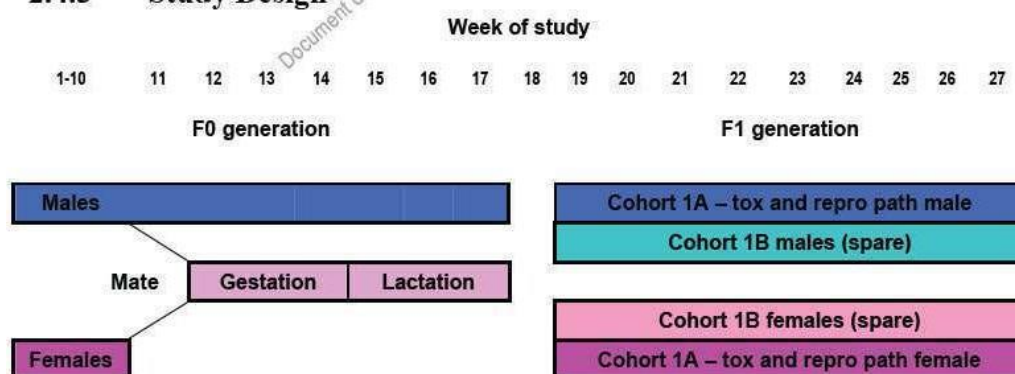 Week of study
1-10 11 12 13 14 15 16 17 18 19 20 21 22 23 24 25 26 27
F0 generation F1 generation
Males Cohort 1A – tox and repro path male
Cohort 1B males (spare)
Mate Gestation Lactation
Cohort 1B females (spare)
Females Cohort 1A – tox and repro path female
Document